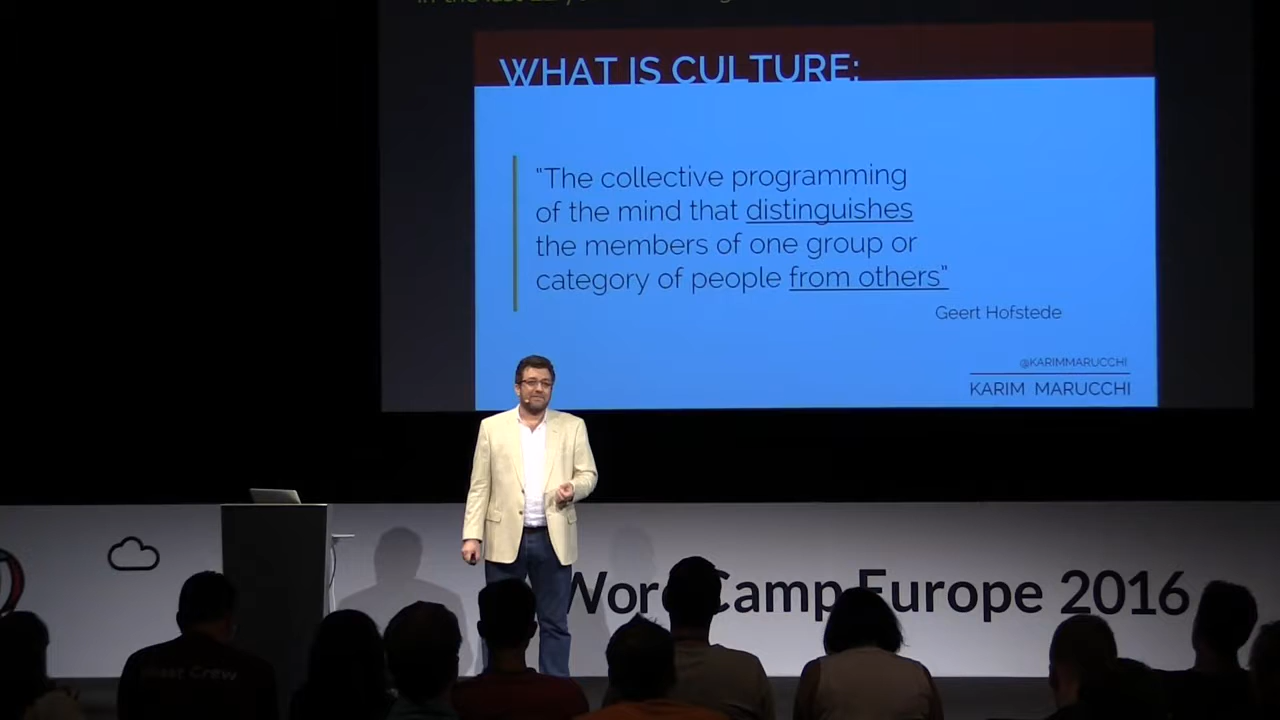 WHAT IS CULTURE:
"The collective programming
of the mind that distinguishes
the members of one group or
category of people from others"
Geert Hofstede
@KARIMMARUCCHI
KARIM MARUCCHI
WordCamp Europe 2016
Crew